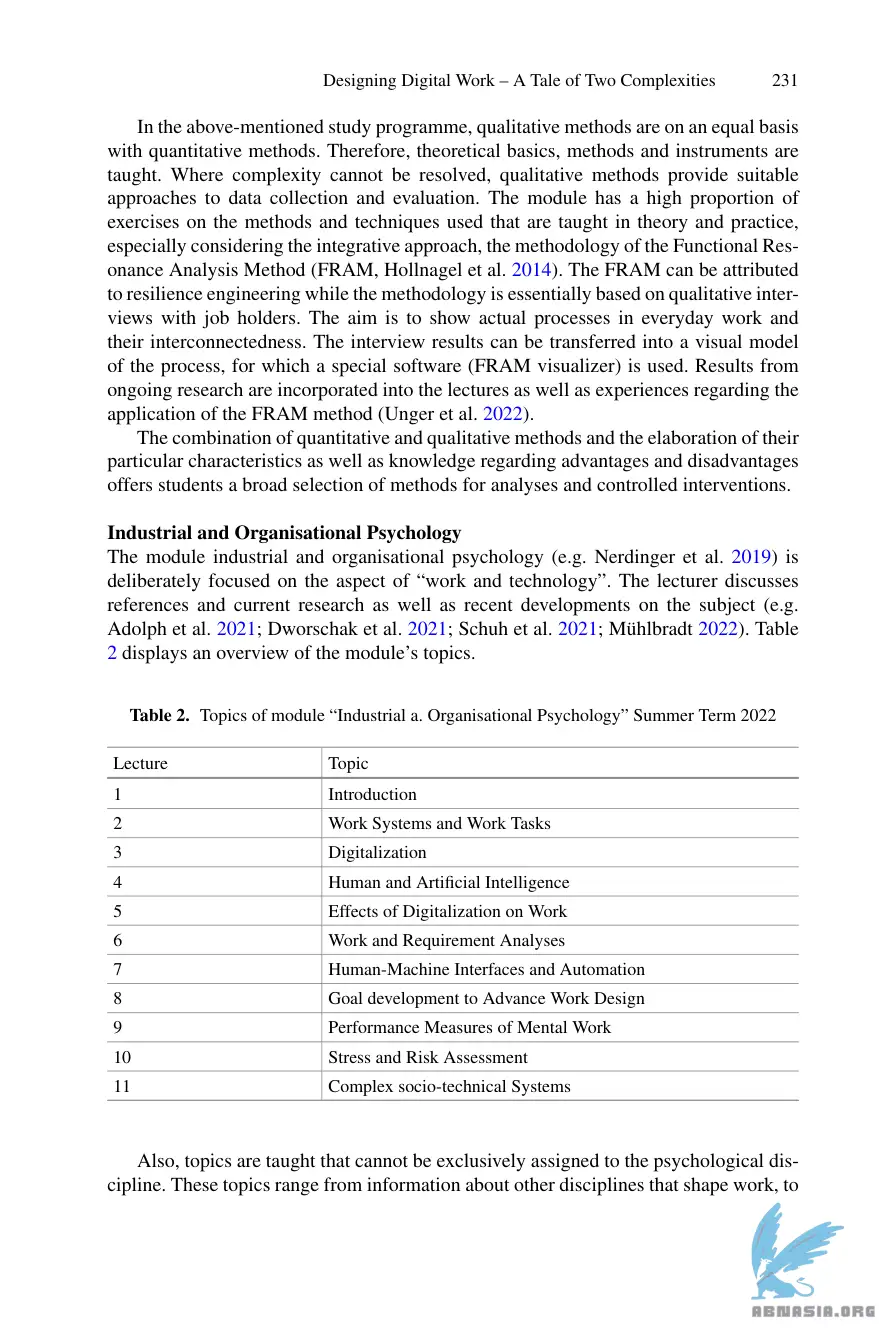 Designing Digital Work – A Tale of Two Complexities 231
In the above-mentioned study programme, qualitative methods are on an equal basis
with quantitative methods. Therefore, theoretical basics, methods and instruments are
taught. Where complexity cannot be resolved, qualitative methods provide suitable
approaches to data collection and evaluation. The module has a high proportion of
exercises on the methods and techniques used that are taught in theory and practice,
especially considering the integrative approach, the methodology of the Functional Res-
onance Analysis Method (FRAM, Hollnagel et al. 2014). The FRAM can be attributed
to resilience engineering while the methodology is essentially based on qualitative inter-
views with job holders. The aim is to show actual processes in everyday work and
their interconnectedness. The interview results can be transferred into a visual model
of the process, for which a special software (FRAM visualizer) is used. Results from
ongoing research are incorporated into the lectures as well as experiences regarding the
application of the FRAM method (Unger et al. 2022).
The combination of quantitative and qualitative methods and the elaboration of their
particular characteristics as well as knowledge regarding advantages and disadvantages
offers students a broad selection of methods for analyses and controlled interventions.
Industrial and Organisational Psychology
The module industrial and organisational psychology (e.g. Nerdinger et al. 2019) is
deliberately focused on the aspect of “work and technology”. The lecturer discusses
references and current research as well as recent developments on the subject (e.g.
Adolph et al. 2021; Dworschak et al. 2021; Schuh et al. 2021; Mühlbradt 2022). Table
2 displays an overview of the module’s topics.
Table 2. Topics of module “Industrial a. Organisational Psychology” Summer Term 2022
Lecture Topic
1 Introduction
2 Work Systems and Work Tasks
3 Digitalization
4 Human and Artificial Intelligence
5 Effects of Digitalization on Work
6 Work and Requirement Analyses
7 Human-Machine Interfaces and Automation
8 Goal development to Advance Work Design
9 Performance Measures of Mental Work
10 Stress and Risk Assessment
11 Complex socio-technical Systems
Also, topics are taught that cannot be exclusively assigned to the psychological dis-
cipline. These topics range from information about other disciplines that shape work, to
ABNASIA.ORG